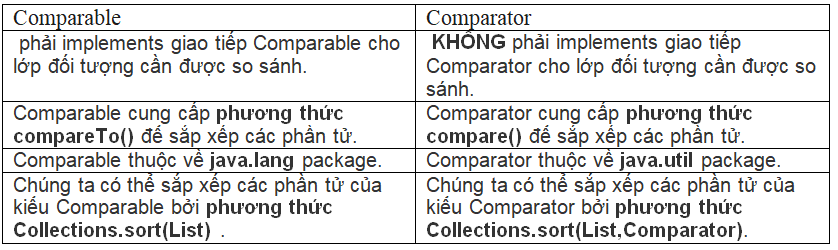 Comparable
Comparator
phải implements giao tiếp Comparable cho
lớp đối tượng cần được so sánh.
KHÔNG phải implements giao tiếp
Comparator cho lớp đối tượng cần được so
sánh.
Comparable cung cấp phương thức
compareTo() để sắp xếp các phần tử.
Comparator cung cấp phương thức
compare() để sắp xếp các phần tử.
Comparable thuộc về java.lang package.
Comparator thuộc về java.util package.
Chúng ta có thể sắp xếp các phần tử của
kiểu Comparable bởi phương thức
Collections.sort(List) .
Chúng ta có thể sắp xếp các phần tử của
kiểu Comparator bởi phương thức
Collections.sort(List,Comparator).